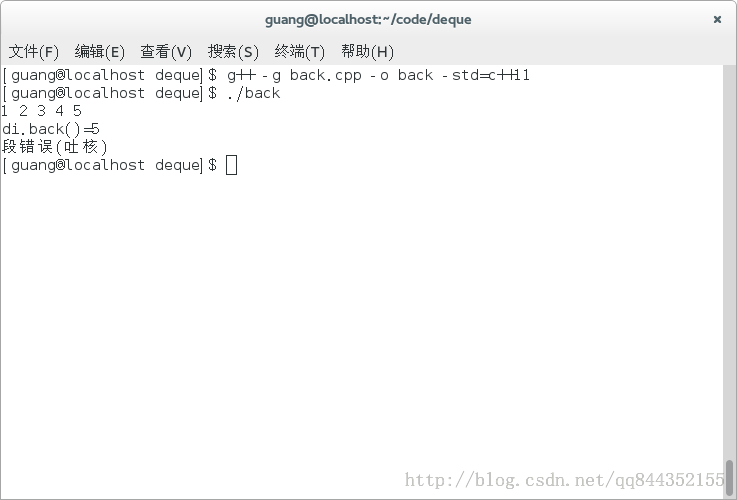 guang@localhost:~/code/deque
文件(F) 编辑(E) 查看(V) 搜索(S) 终端(T) 帮助(H)
[guang@localhost deque]$ g++ -g back.cpp -o back -std=c++11
[guang@localhost deque]$ ./back
1 2 3 4 5
di.back()=5
段错误(吐核)
[guang@localhost deque]$
http://blog.csdn.net/qq844352155